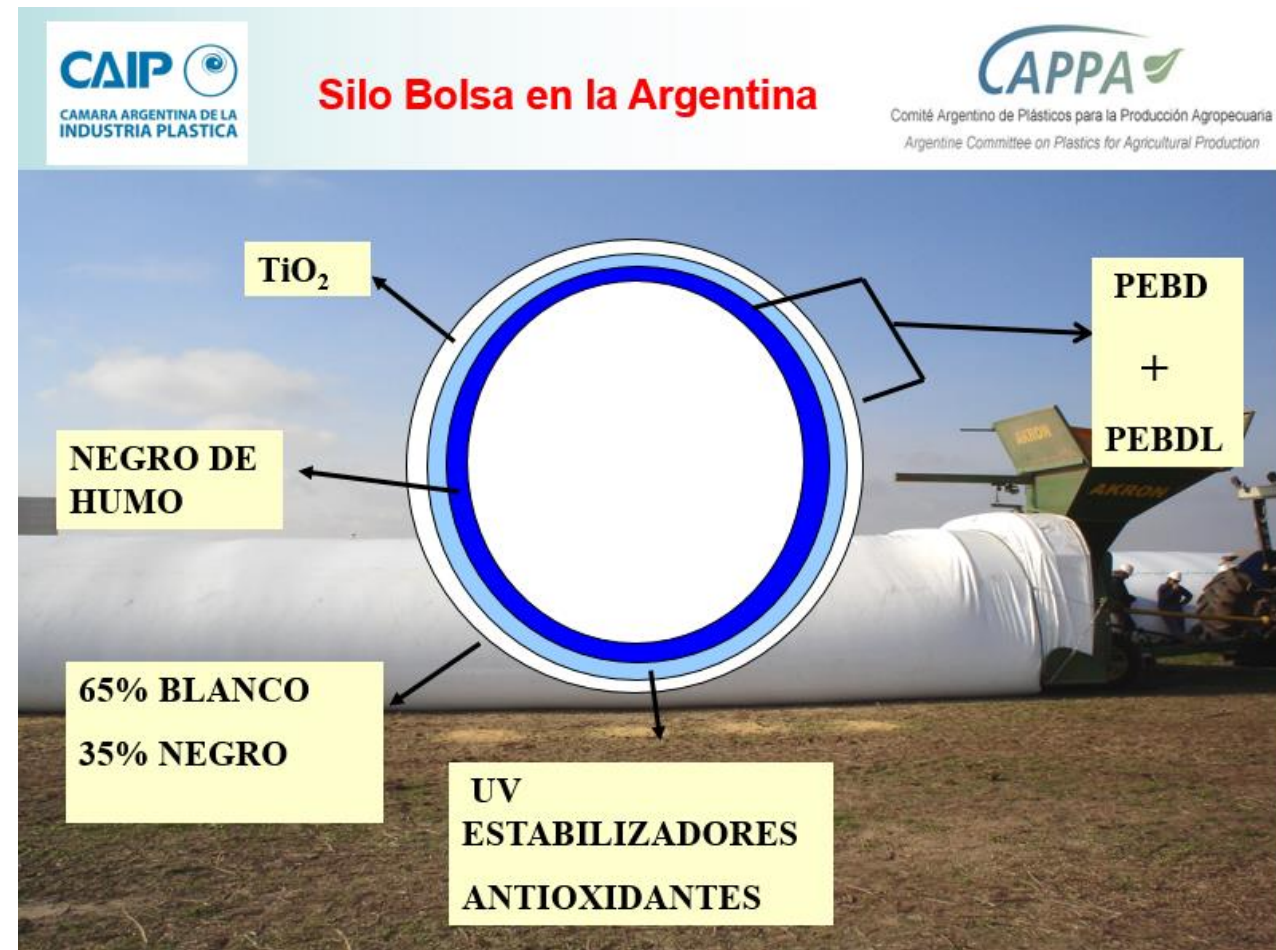 CAIP
CAMARA ARGENTINA DE LA
INDUSTRIA PLASTICA
Silo Bolsa en la Argentina
CAPPA
Comité Argentino de Plásticos para la Producción Agropecuaria
Argentine Committee on Plastics for Agricultural Production
TiO₂
PEBD
+
PEBDL
NEGRO DE
HUMO
AKRON
AKRON
65% BLANCO
35% NEGRO
UV
ESTABILIZADORES
ANTIOXIDANTES